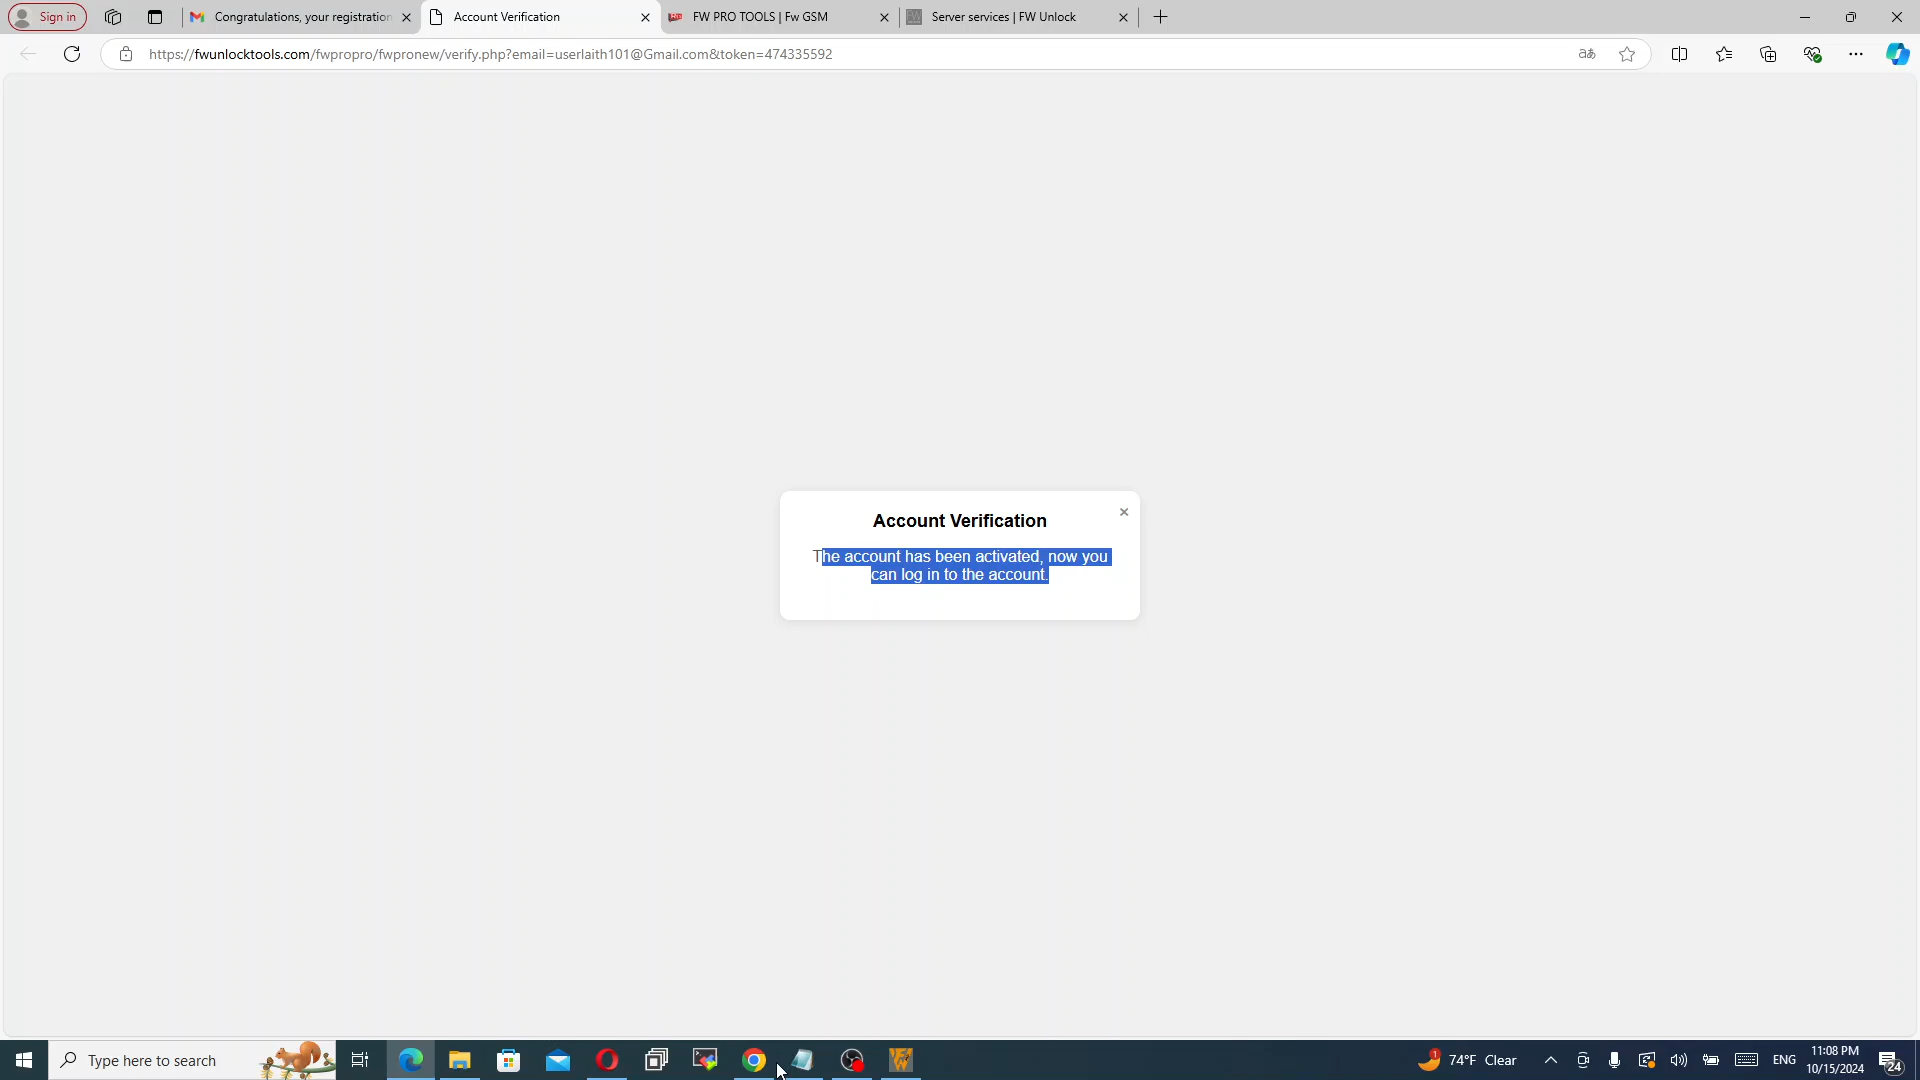 Sign in
Congratulations, your registration
Account Verification
FW PRO TOOLS | Fw GSM
Server services | FW Unlock
https://fwunlocktools.com/fwpropro/fwpronew/verify.php?email=userlaith101@Gmail.com&token=474335592
Account Verification
The account has been activated, now you
can log in to the account.
Type here to search
1
74°F Clear
ENG
11:08 PM
10/15/2024
24